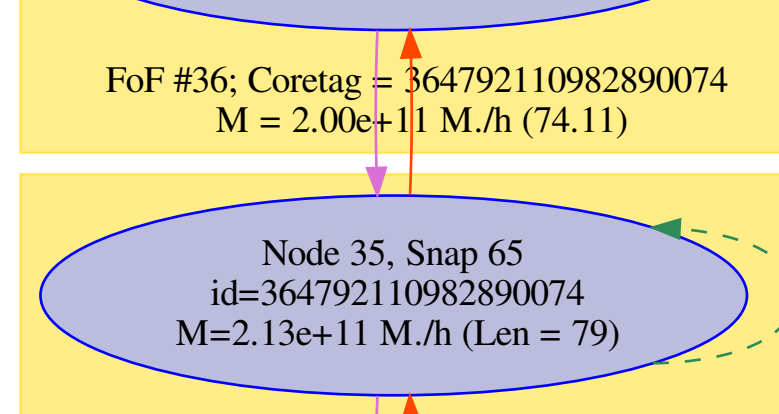 FoF #36; Coretag = 364792110982890074
M = 2.00e+11 M./h (74.11)
Node 35, Snap 65
id=364792110982890074
M=2.13e+11 M./h (Len = 79)